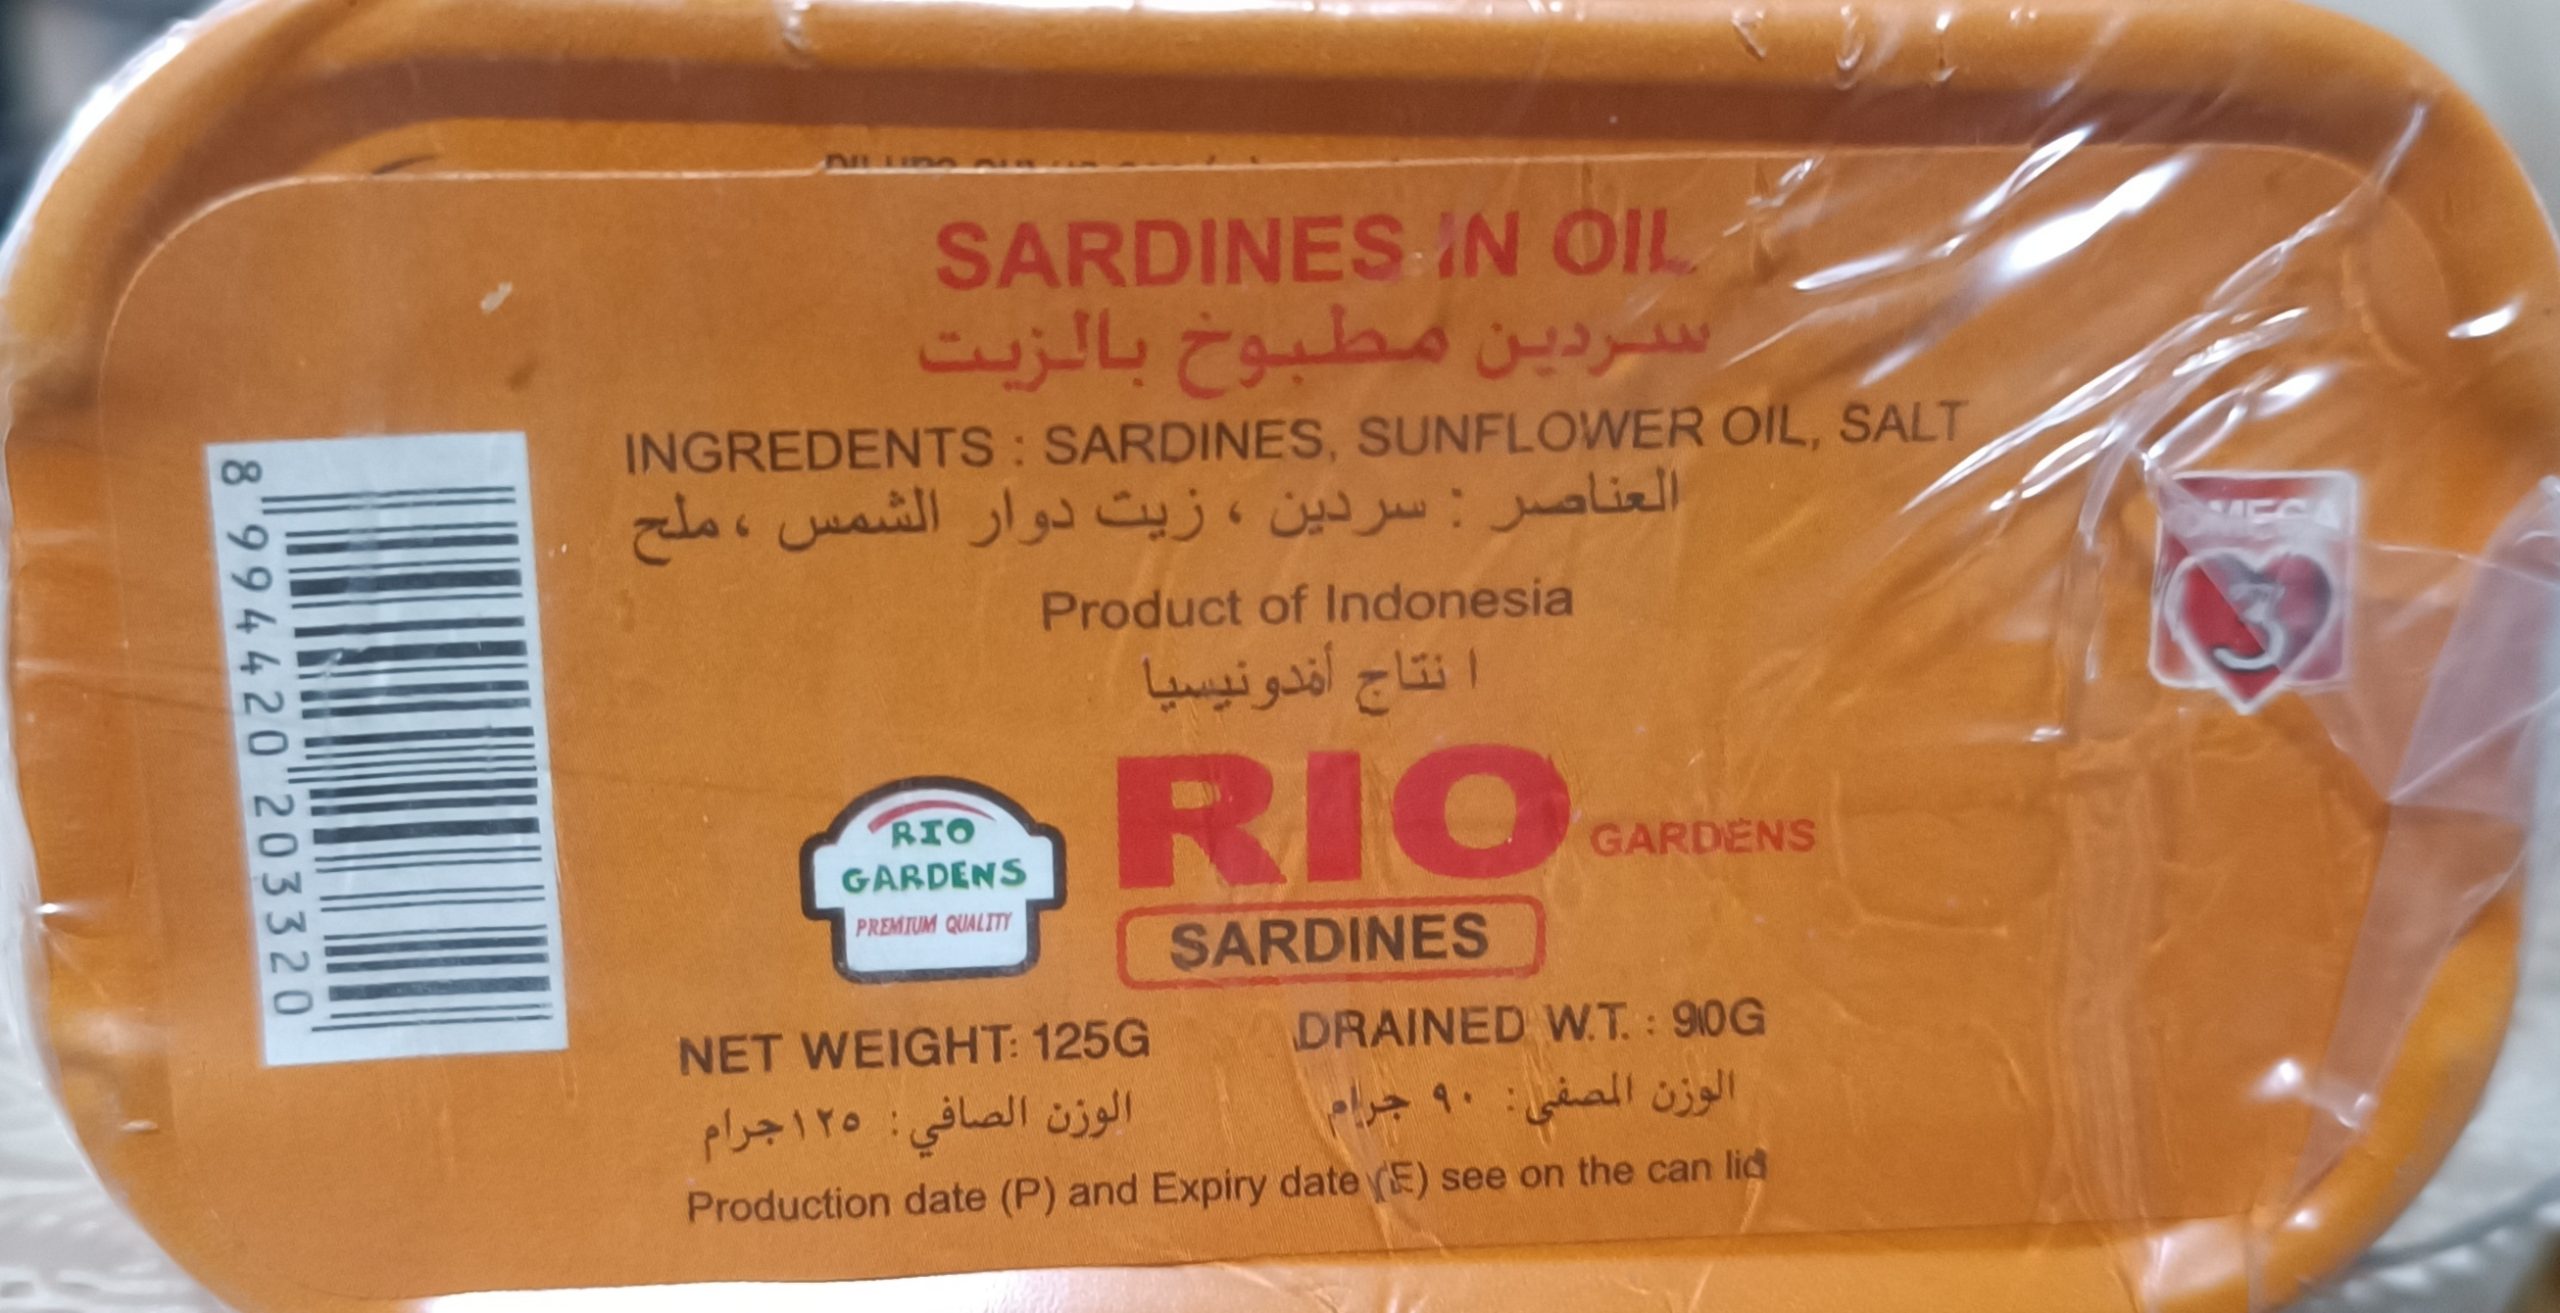 SARDINES IN OIL
سردين مطبوخ بالزيت
INGREDENTS : SARDINES, SUNFLOWER OIL, SALT
العناصر : سردين ، زيت دوار الشمس ، ملح
Product of Indonesia
ا نتاج أندونيسيا
8 994420 203320
3
RIO
GARDENS
PREMIUM QUALITY
RIO GARDENS
SARDINES
NET WEIGHT: 125G
DRAINED W.T. : 90G
الوزن الصافي : ١٢٥جرام
الوزن المصفى : ٩٠ جرام
Production date (P) and Expiry date (E) see on the can lid